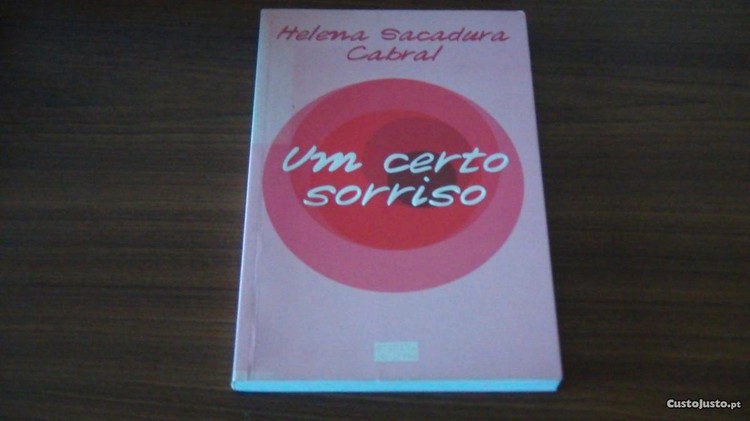 Helena Sacadura
Cabral
Um certo
sorriso
CustoJusto.pt